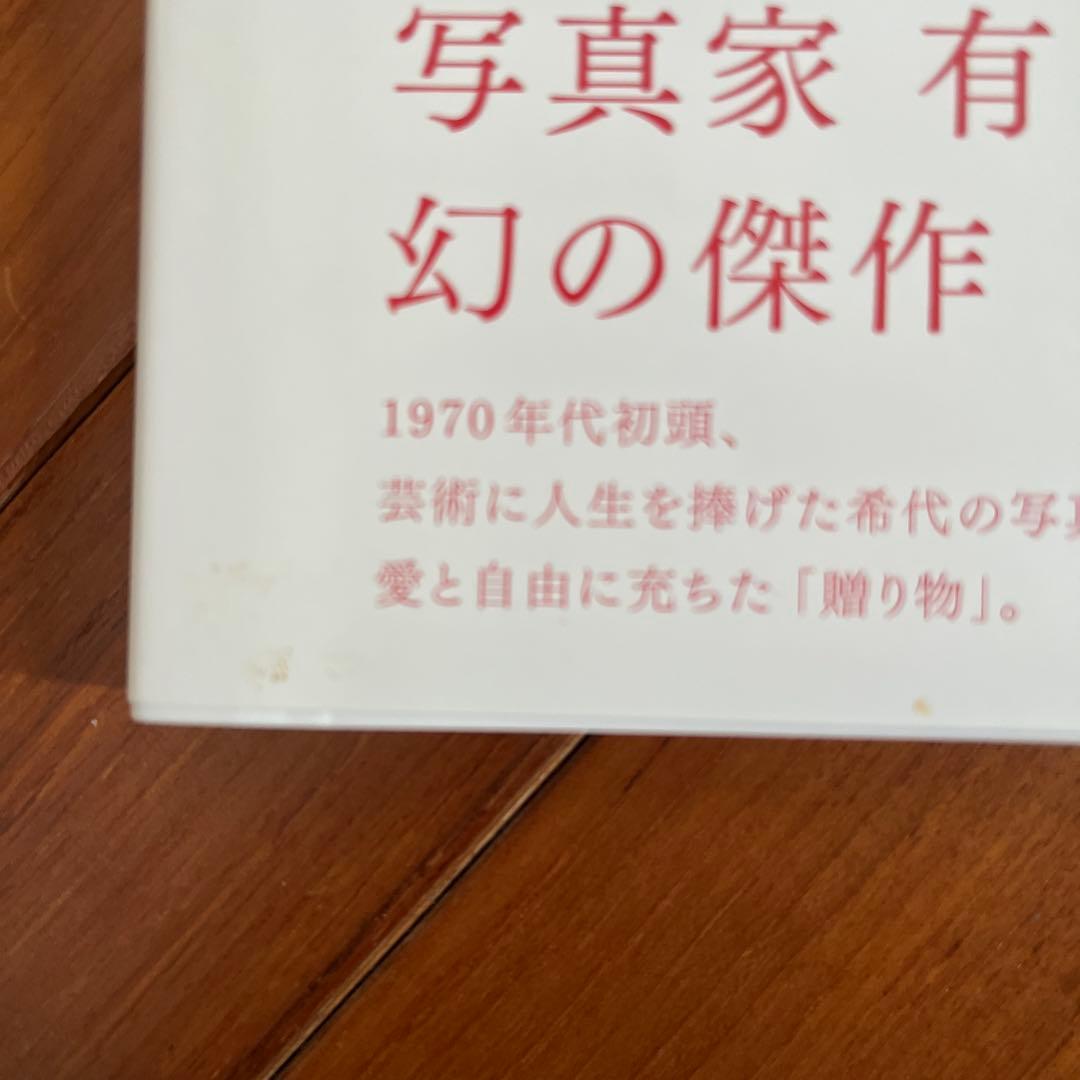 写真家 有
幻の傑作
1970年代初頭、
芸術に人生を捧げた希代の写真
愛と自由に充ちた「贈り物」。